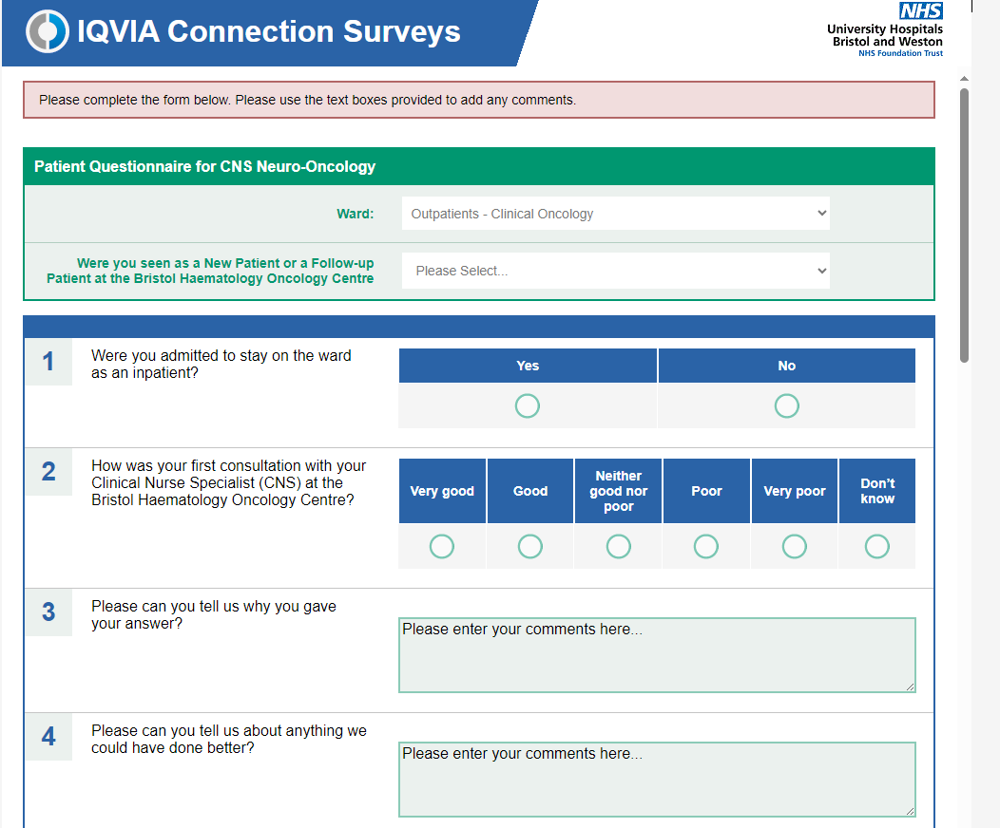 IQVIA Connection Surveys
NHS
University Hospitals
Bristol and Weston
NHS Foundation Trust
Please complete the form below. Please use the text boxes provided to add any comments.
Patient Questionnaire for CNS Neuro-Oncology
Ward:
Outpatients - Clinical Oncology
Were you seen as a New Patient or a Follow-up
Patient at the Bristol Haematology Oncology Centre
Please Select...
1
Were you admitted to stay on the ward
as an inpatient?
Yes
No
2
How was your first consultation with your
Clinical Nurse Specialist (CNS) at the
Bristol Haematology Oncology Centre?
Very good
Good
Neither
good nor
poor
Poor
Very poor
Don't
know
3
Please can you tell us why you gave
your answer?
Please enter your comments here...
4
Please can you tell us about anything we
could have done better?
Please enter your comments here...